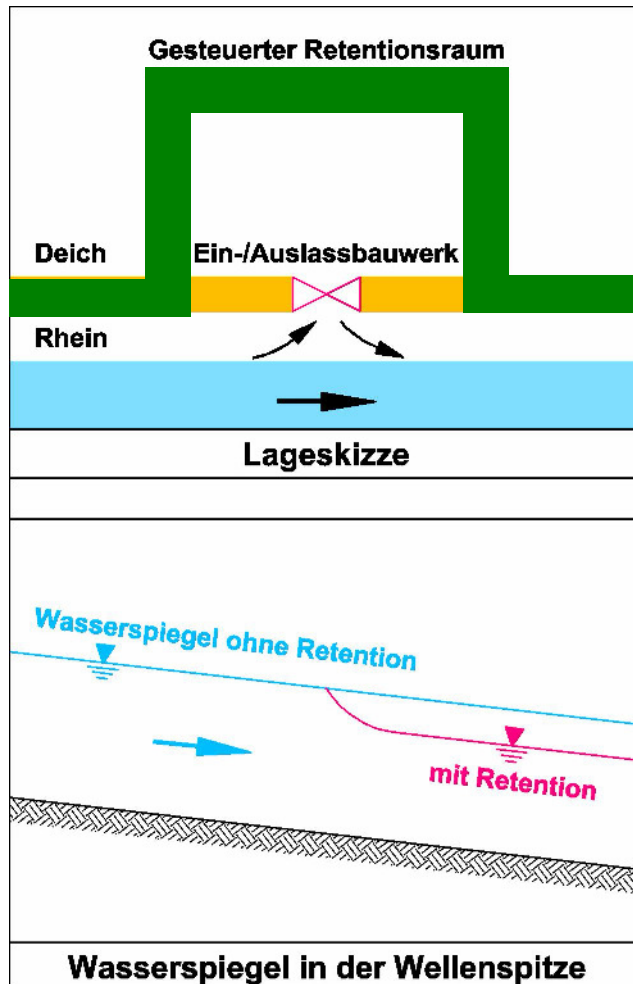 Gesteuerter Retentionsraum
Deich
Ein-/Auslassbauwerk
Rhein
Lageskizze
Wasserspiegel ohne Retention
mit Retention
Wasserspiegel in der Wellenspitze